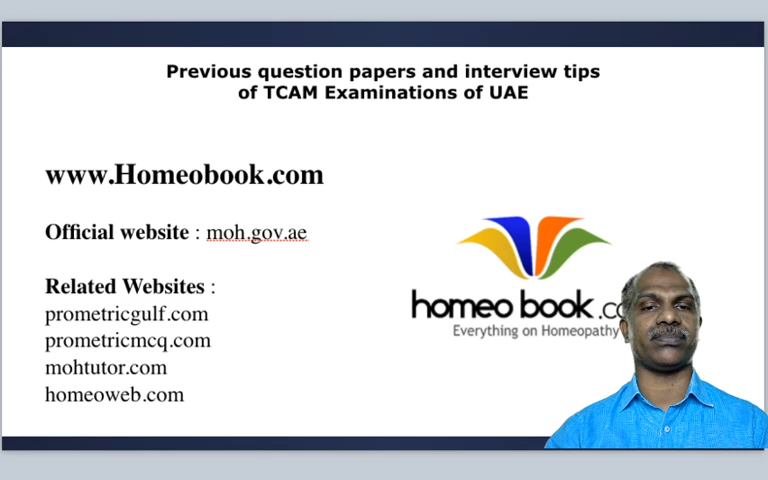 Previous question papers and interview tips
of TCAM Examinations of UAE
www.Homeobook.com
Official website : moh.gov.ae
Related Websites :
prometricgulf.com
prometricmcq.com
mohtutor.com
homeoweb.com
homeo book.co
Everything on Homeopathy